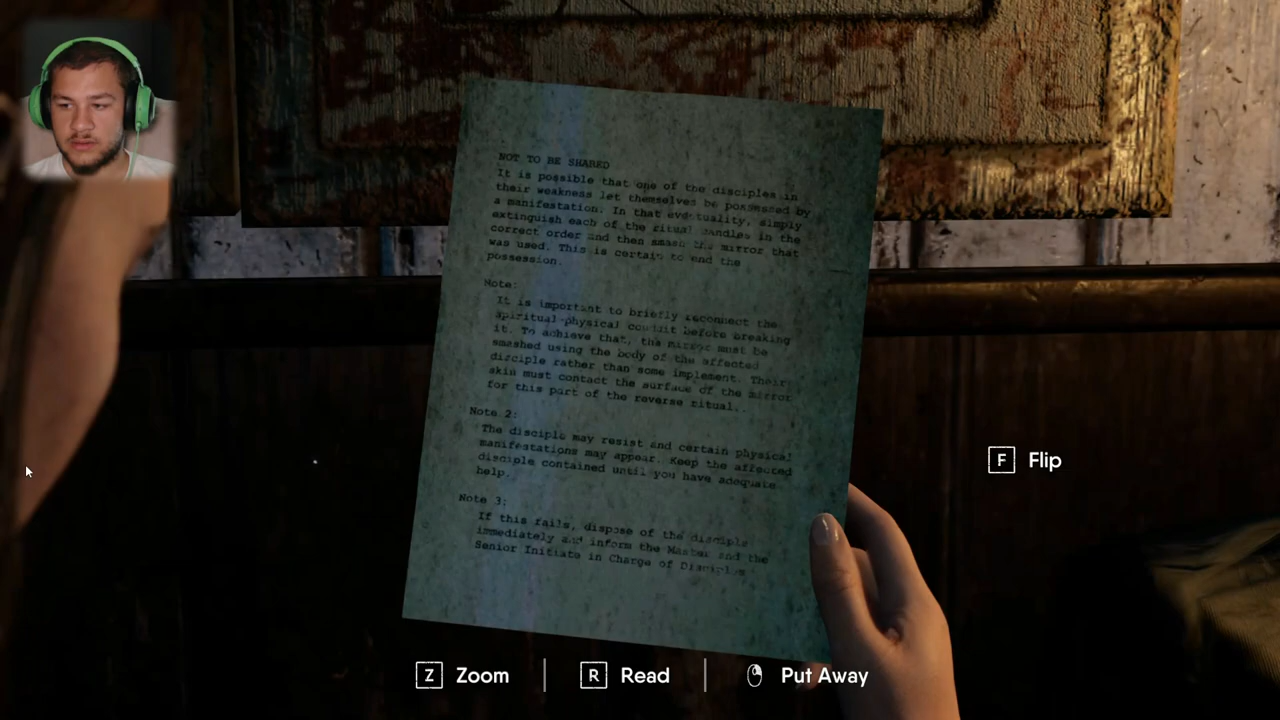 NOT TO BE SHARED
It is possible that one of the disciples in
their weakness let themselves be possessed by
a manifestation. In that eventuality, simply
extinguish each of the ritual candles in the
correct order and then smash the mirror that
was used. This is certain to end the
possession.
Note:
It is important to briefly reconnect the
spiritual-physical conduit before breaking
it. To achieve that, the mirror must be
smashed using the body of the affected
disciple rather than some implement. Their
skin must contact the surface of the mirror
for this part of the reverse ritual.
Note 2:
The disciple may resist and certain physical
manifestations may appear. Keep the affected
disciple contained until you have adequate
help.
Note 3:
If this fails, dispose of the disciple
immediately and inform the Master and the
Senior Initiate in Charge of Disciples
F Flip
Z Zoom
R Read
Put Away